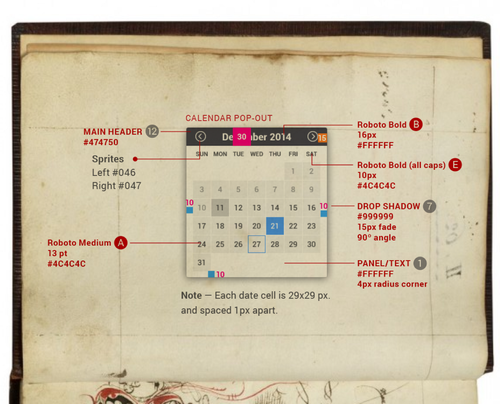 CALENDAR POP-OUT
MAIN HEADER 12
#474750
Sprites
Left #046
Right #047
30
December 2014
15
SUN MON TUE WED THU FRI SAT
1 2
3 4 5 6 7 8 9
10 11 12 13 14 15 16
17 18 19 20 21 22 23
24 25 26 27 28 29 30
31
10
10
10
Roboto Bold B
16px
#FFFFFF
Roboto Bold (all caps) E
10px
#4C4C4C
DROP SHADOW 7
#999999
15px fade
90º angle
Roboto Medium A
13 pt
#4C4C4C
PANEL/TEXT 1
#FFFFFF
4px radius corner
Note — Each date cell is 29x29 px.
and spaced 1px apart.